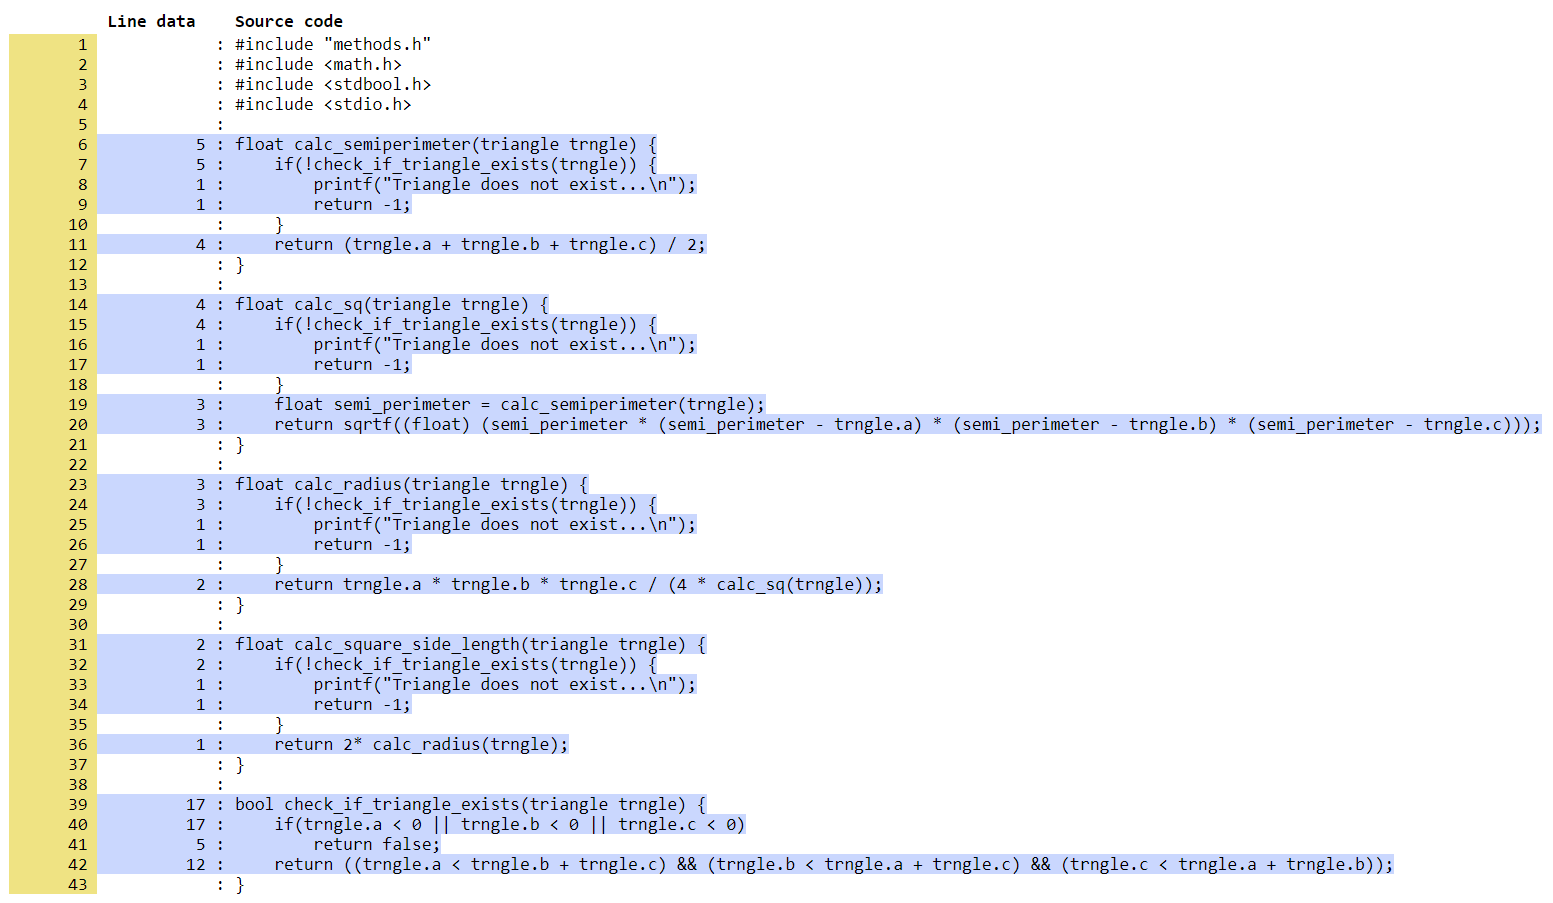 Line data    Source code
1             : #include "methods.h"
2             : #include <math.h>
3             : #include <stdbool.h>
4             : #include <stdio.h>
5             :
6           5 : float calc_semiperimeter(triangle trngle) {
7           5 :     if(!check_if_triangle_exists(trngle)) {
8           1 :         printf("Triangle does not exist...\n");
9           1 :         return -1;
10            :     }
11          4 :     return (trngle.a + trngle.b + trngle.c) / 2;
12            : }
13            :
14          4 : float calc_sq(triangle trngle) {
15          4 :     if(!check_if_triangle_exists(trngle)) {
16          1 :         printf("Triangle does not exist...\n");
17          1 :         return -1;
18            :     }
19          3 :     float semi_perimeter = calc_semiperimeter(trngle);
20          3 :     return sqrtf((float) (semi_perimeter * (semi_perimeter - trngle.a) * (semi_perimeter - trngle.b) * (semi_perimeter - trngle.c)));
21            : }
22            :
23          3 : float calc_radius(triangle trngle) {
24          3 :     if(!check_if_triangle_exists(trngle)) {
25          1 :         printf("Triangle does not exist...\n");
26          1 :         return -1;
27            :     }
28          2 :     return trngle.a * trngle.b * trngle.c / (4 * calc_sq(trngle));
29            : }
30            :
31          2 : float calc_square_side_length(triangle trngle) {
32          2 :     if(!check_if_triangle_exists(trngle)) {
33          1 :         printf("Triangle does not exist...\n");
34          1 :         return -1;
35            :     }
36          1 :     return 2* calc_radius(trngle);
37            : }
38            :
39         17 : bool check_if_triangle_exists(triangle trngle) {
40         17 :     if(trngle.a < 0 || trngle.b < 0 || trngle.c < 0)
41          5 :         return false;
42         12 :     return ((trngle.a < trngle.b + trngle.c) && (trngle.b < trngle.a + trngle.c) && (trngle.c < trngle.a + trngle.b));
43            : }